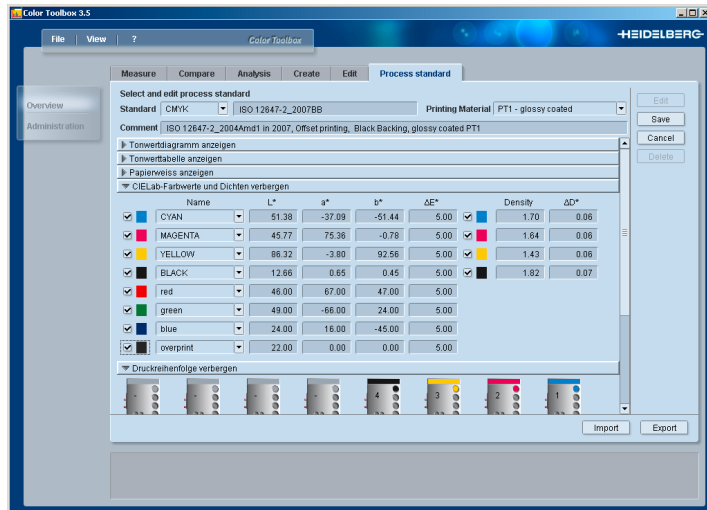 Color Toolbox 3.5
File View ? Color Toolbox HEIDELBERG
Measure Compare Analysis Create Edit Process standard
Overview
Administration
Select and edit process standard
Standard CMYK ISO 12647-2_2007BB Printing Material PT1 - glossy coated
Comment ISO 12647-2_2004Amd1 in 2007, Offset printing, Black Backing, glossy coated PT1
Edit
Save
Cancel
Delete
Tonwertdiagramm anzeigen
Tonwerttabelle anzeigen
Papierweiss anzeigen
CIELab-Farbwerte und Dichten verbergen
Name L* a* b* ΔE* Density ΔD*
CYAN 51.38 -37.09 -51.44 5.00 1.70 0.06
MAGENTA 45.77 75.36 -0.78 5.00 1.64 0.06
YELLOW 86.32 -3.80 92.56 5.00 1.43 0.06
BLACK 12.66 0.65 0.45 5.00 1.82 0.07
red 46.00 67.00 47.00 5.00
green 49.00 -66.00 24.00 5.00
blue 24.00 16.00 -45.00 5.00
overprint 22.00 0.00 0.00 5.00
Druckreihenfolge verbergen
- - - - 4 3 2 1
Import Export